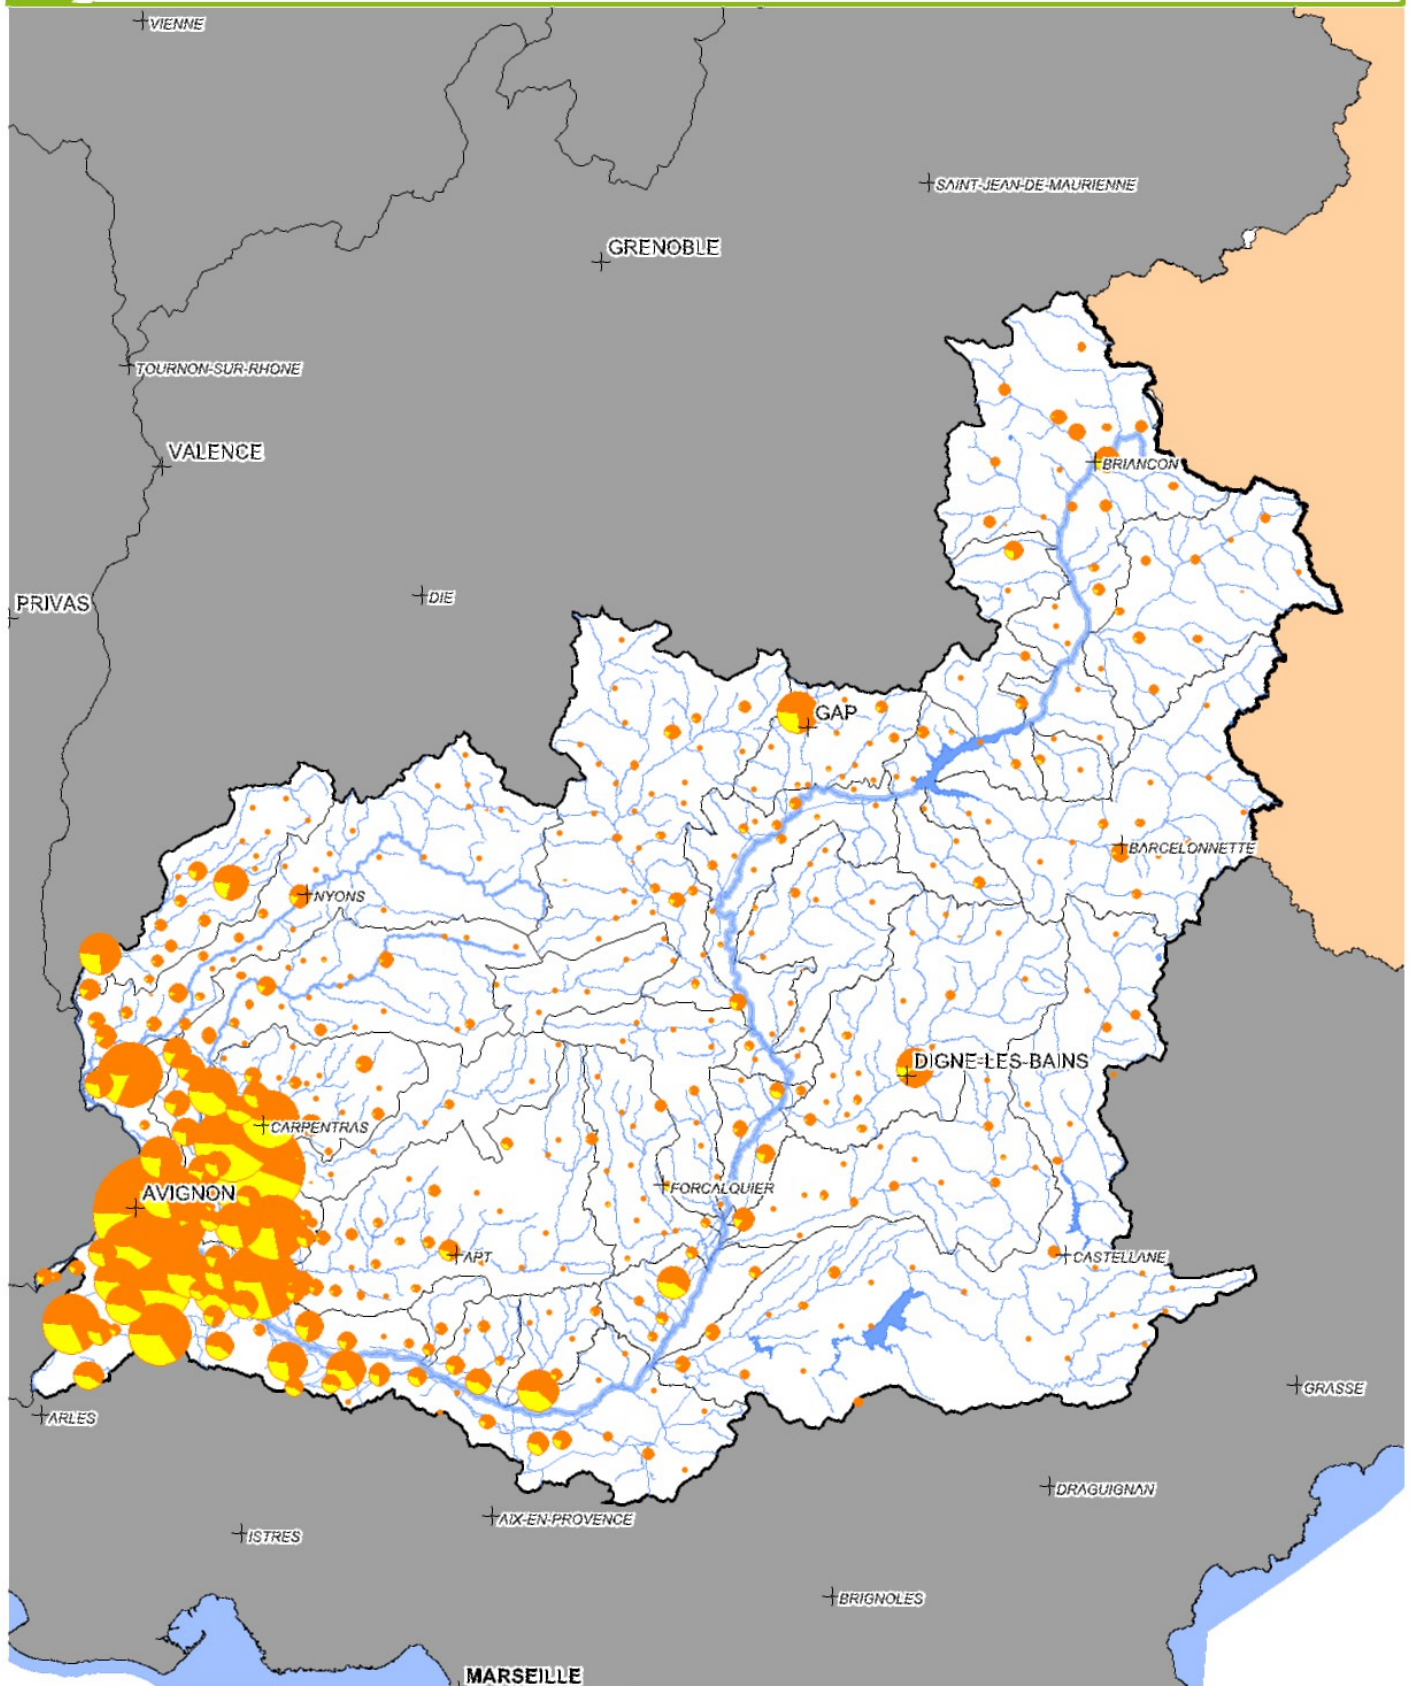 VIENNE
SAINT-JEAN-DE-MAURIENNE
GRENOBLE
TOURNON-SUR-RHONE
VALENCE
BRIANCON
DIE
PRIVAS
GAP
BARCELONNETTE
NYONS
DIGNE-LES-BAINS
CARPENTRAS
FORCALQUIER
AVIGNON
APT
CASTELLANE
GRASSE
ARLES
DRAGUIGNAN
AIX-EN-PROVENCE
ISTRES
BRIGNOLES
MARSEILLE